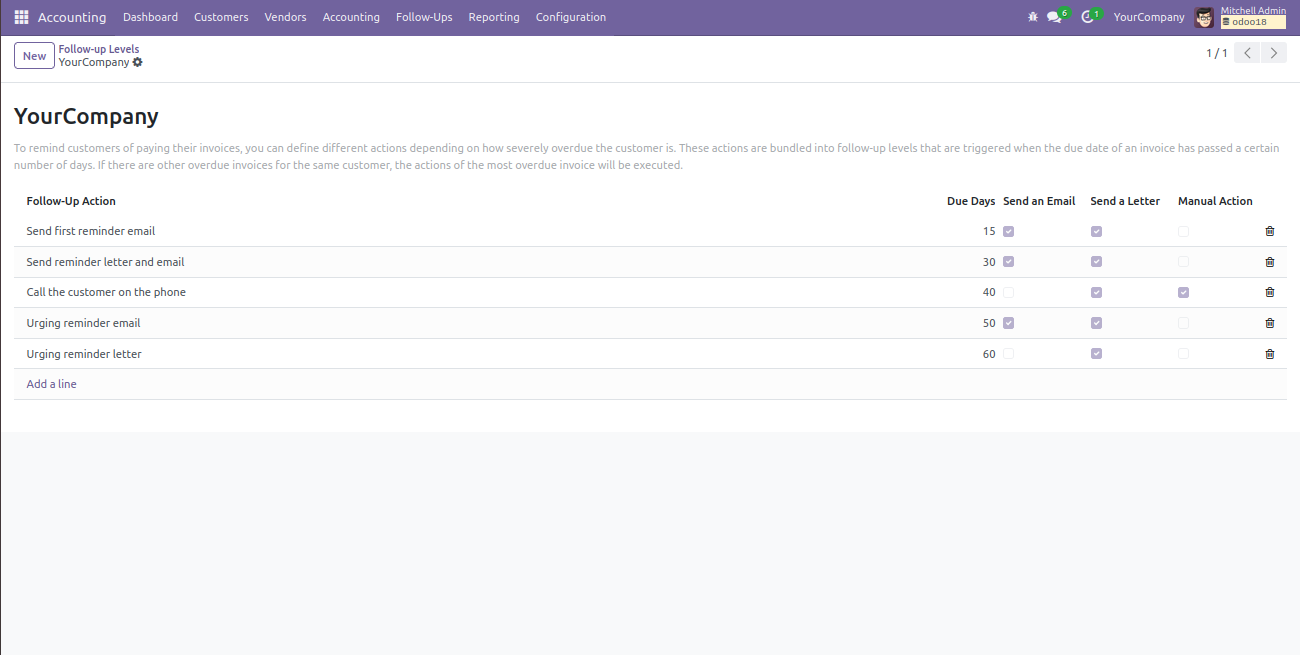 Accounting Dashboard Customers Vendors Accounting Follow-Ups Reporting Configuration 6 1 YourCompany Mitchell Admin
odoo18
New Follow-up Levels
YourCompany 1 / 1
YourCompany
To remind customers of paying their invoices, you can define different actions depending on how severely overdue the customer is. These actions are bundled into follow-up levels that are triggered when the due date of an invoice has passed a certain
number of days. If there are other overdue invoices for the same customer, the actions of the most overdue invoice will be executed.
Follow-Up Action Due Days Send an Email Send a Letter Manual Action
Send first reminder email 15
Send reminder letter and email 30
Call the customer on the phone 40
Urging reminder email 50
Urging reminder letter 60
Add a line